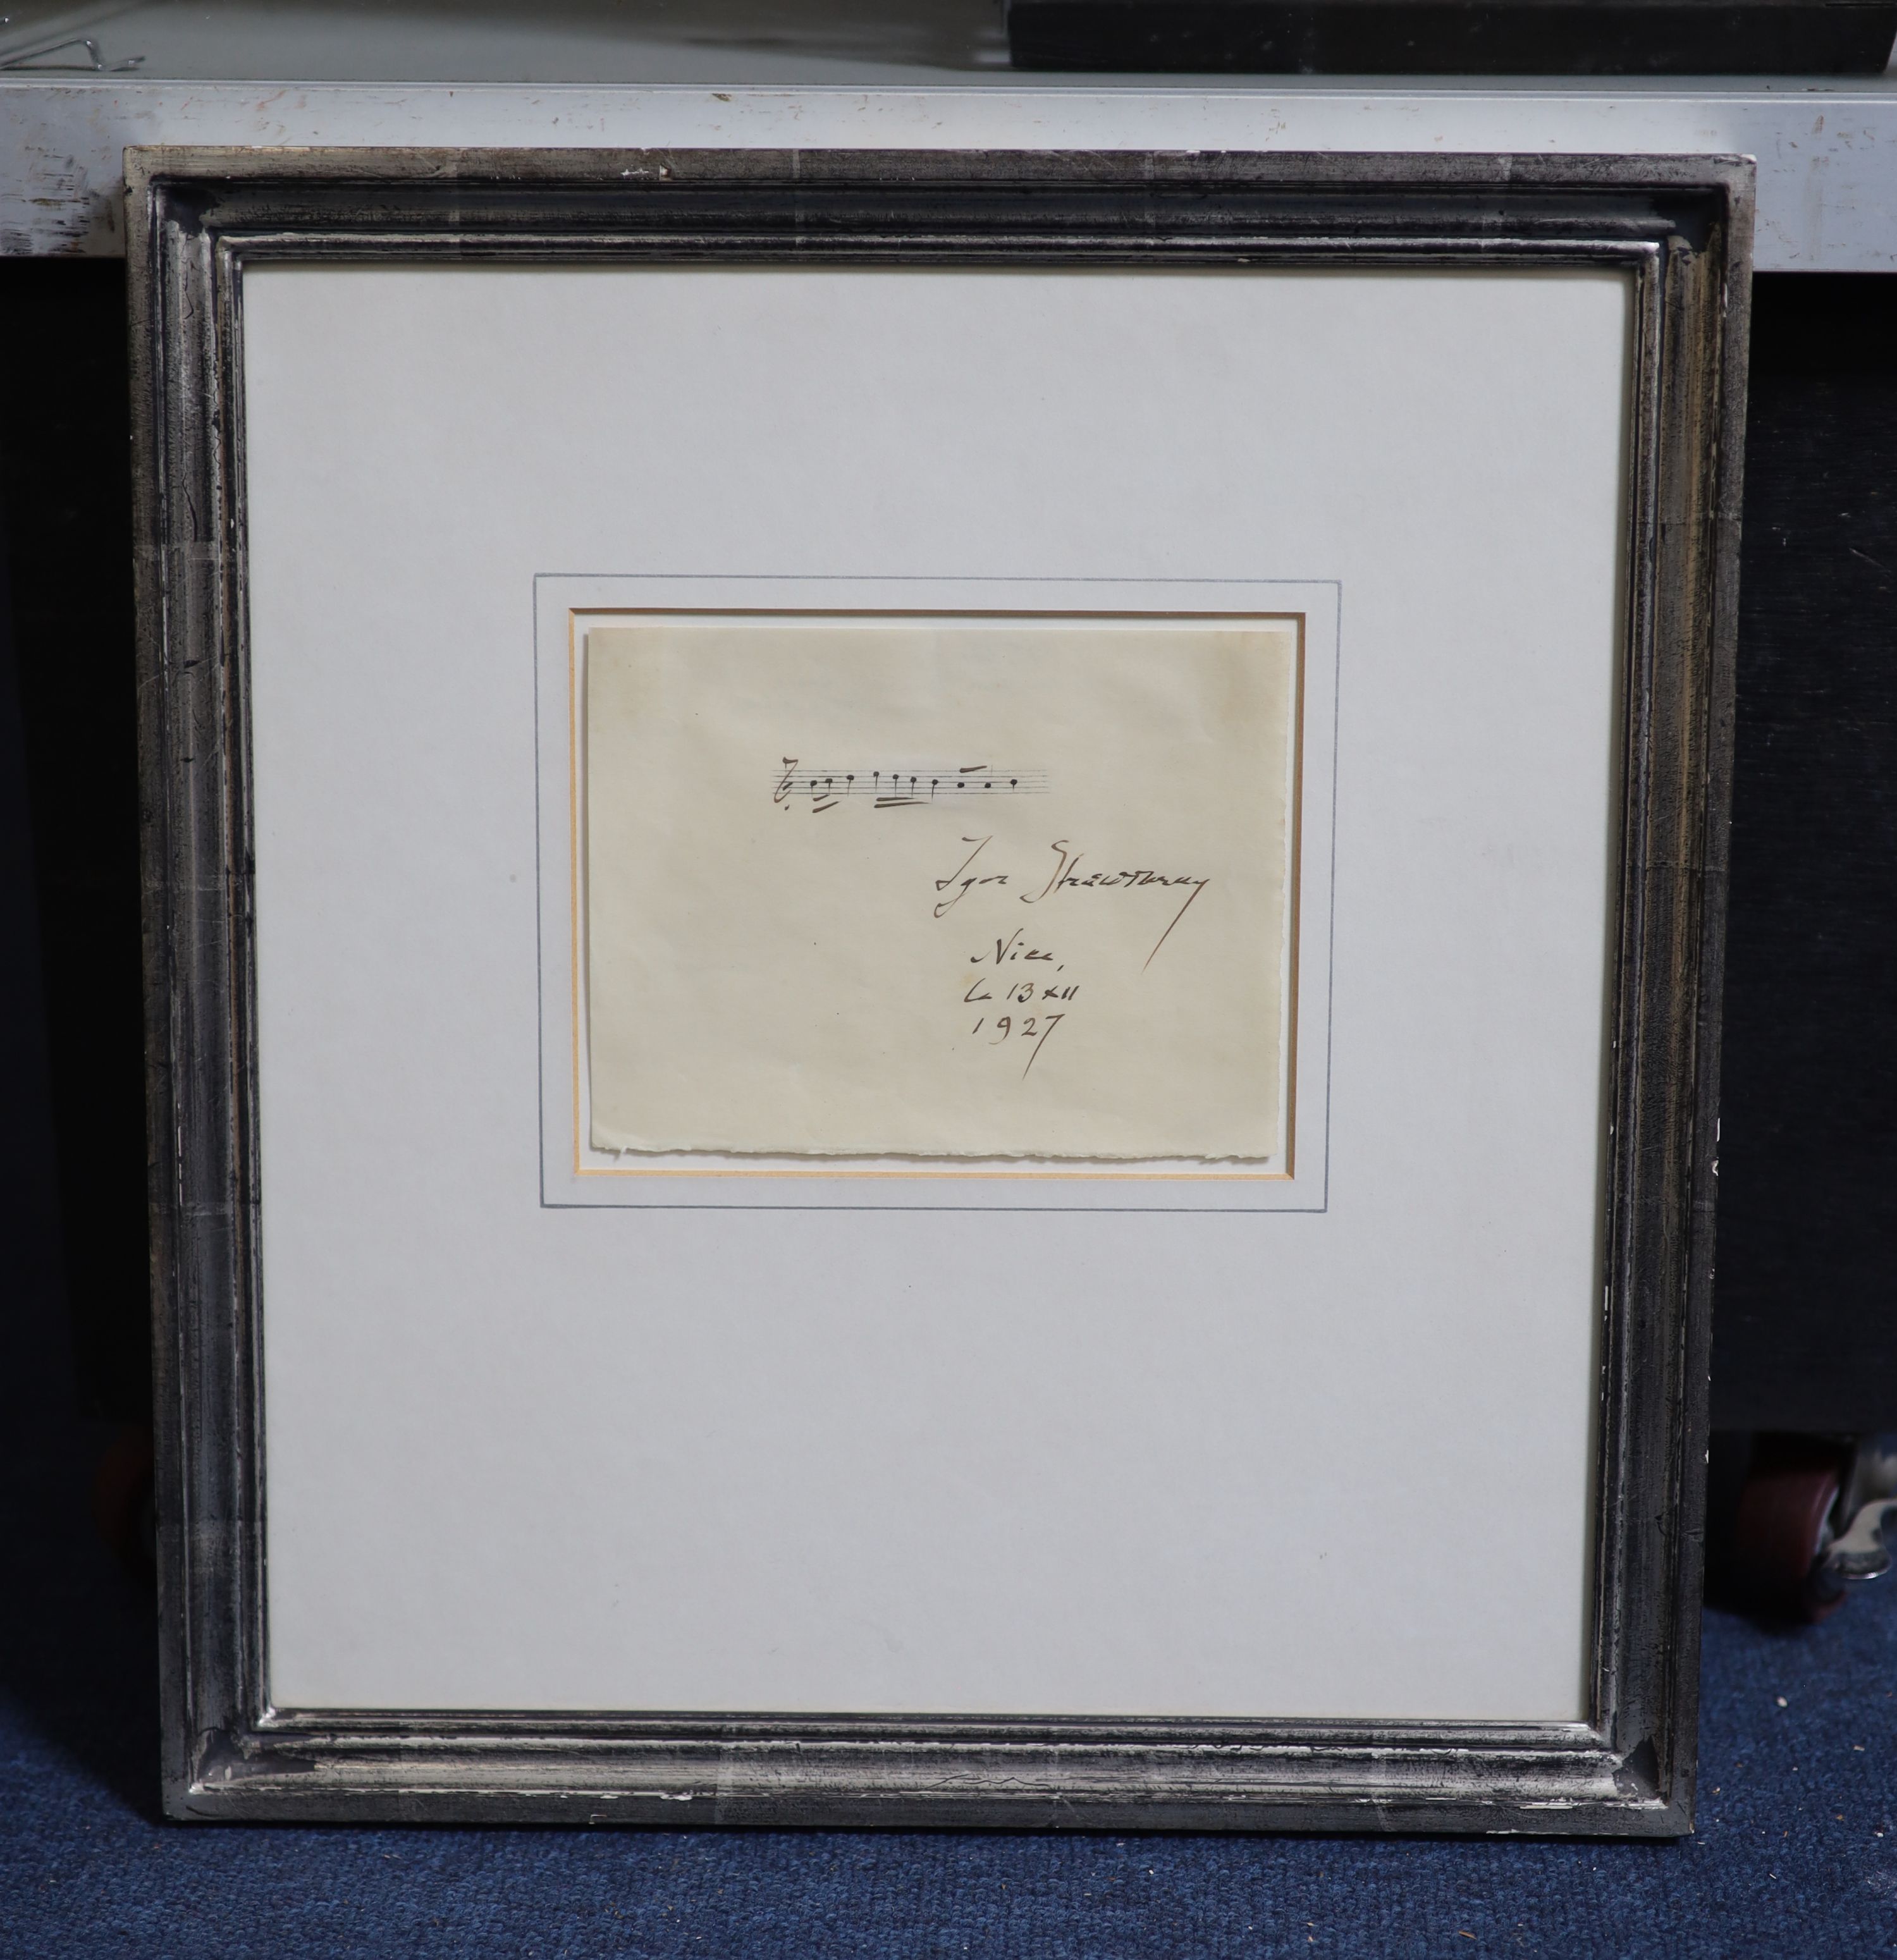 Igor Strawinsky
Nice,
le 13 XII
1927